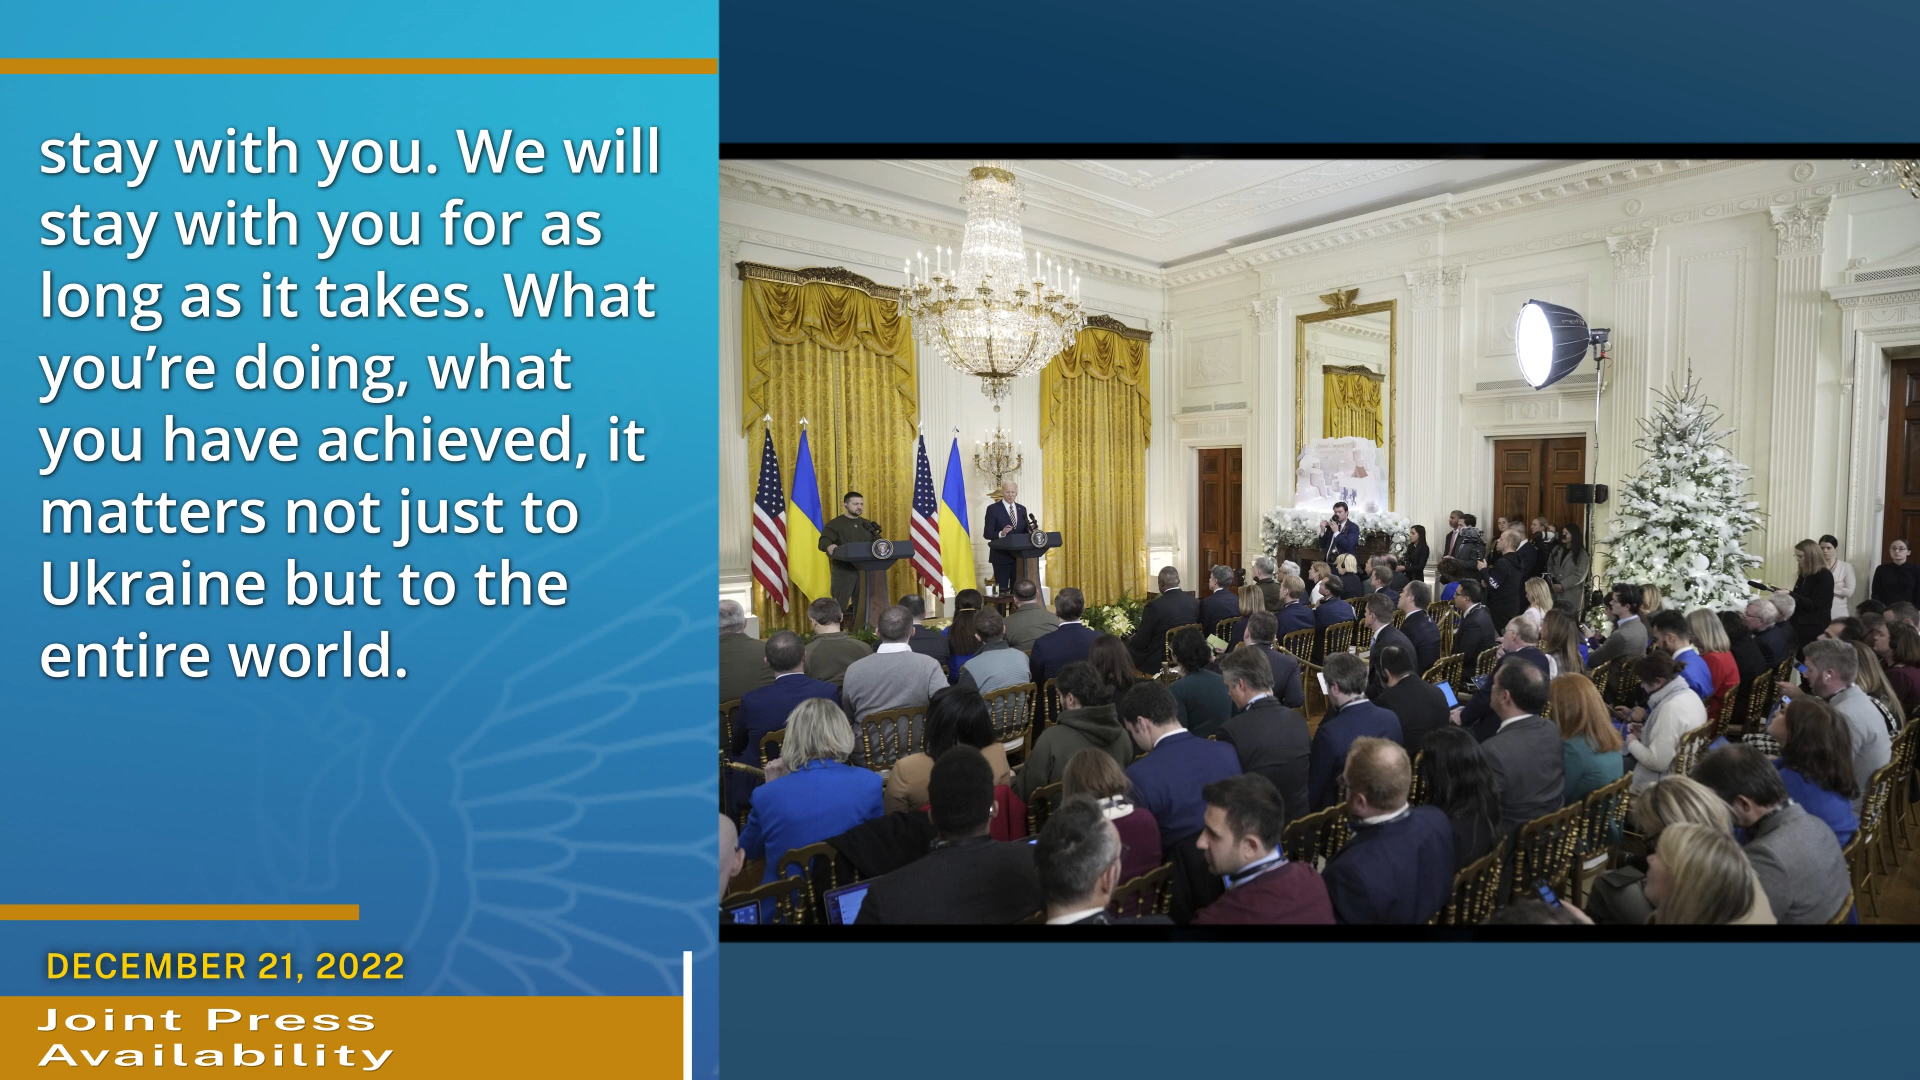 stay with you. We will
stay with you for as
long as it takes. What
you’re doing, what
you have achieved, it
matters not just to
Ukraine but to the
entire world.
DECEMBER 21, 2022
Joint Press
Availability